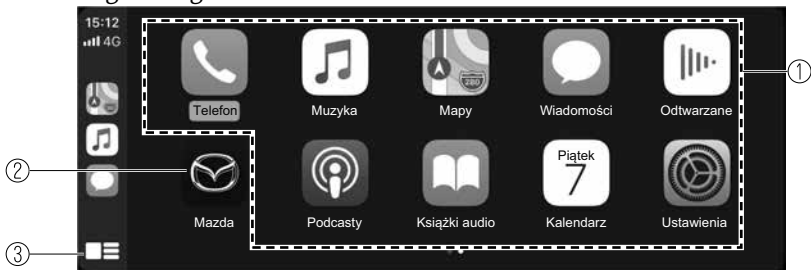 15:12
4G
280
Telefon
Muzyka
Mapy
Wiadomości
Odtwarzane
①
Piątek
7
②
Mazda
Podcasty
Książki audio
Kalendarz
Ustawienia
③